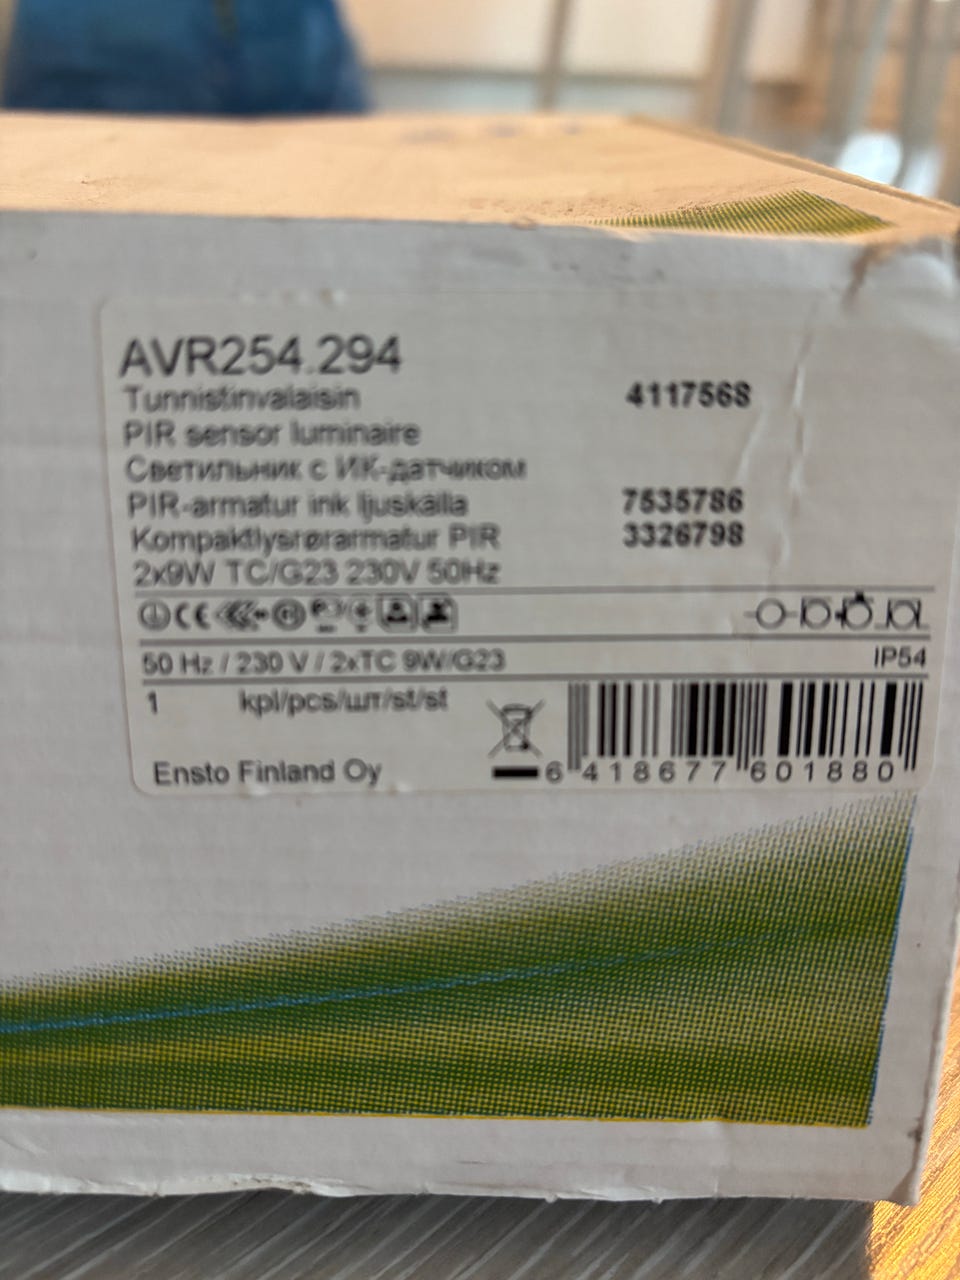 AVR254.294
Tunnistinvalaisin 4117568
PIR sensor luminaire
Светильник с ИК-датчиком
PIR-armatur ink ljuskälla 7535786
Kompaktlysrørarmatur PIR 3326798
2x9W TC/G23 230V 50Hz
CE
50 Hz / 230 V / 2xTC 9W/G23 IP54
1 kpl/pcs/шт/st/st
Ensto Finland Oy
6 418677 601880